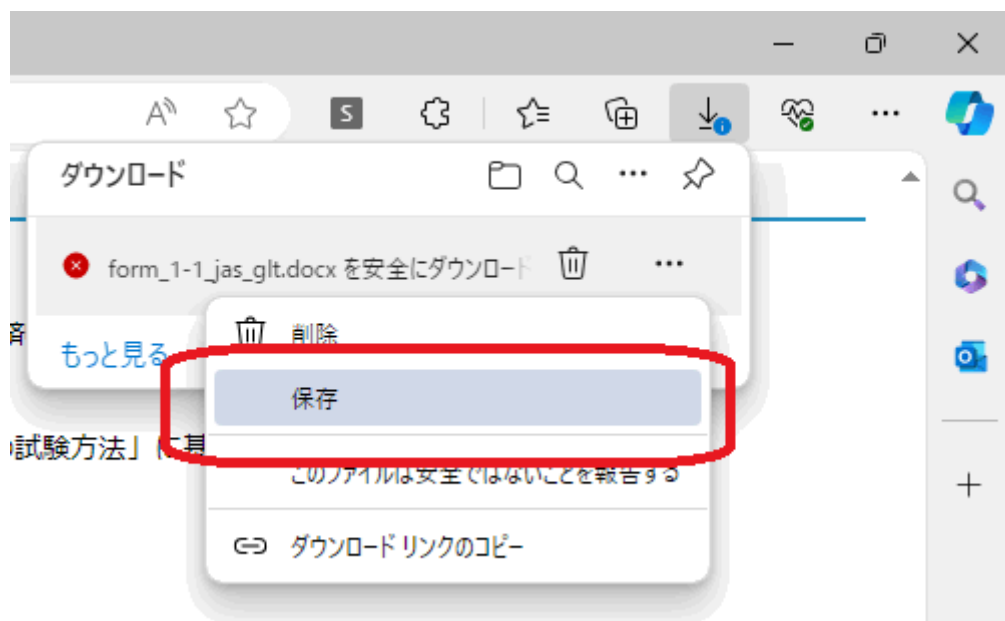 A
S
ダウンロード
form_1-1_jas_glt.docx を安全にダウンロード
済
削除
もっと見る
保存
試験方法」に基
このファイルは安全ではないことを報告する
ダウンロード リンクのコピー